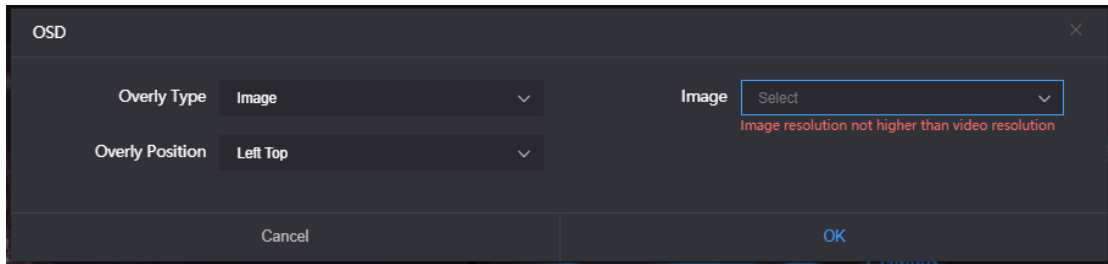 OSD
Overly Type
Image
Image
Select
Image resolution not higher than video resolution
Overly Position
Left Top
Cancel
OK